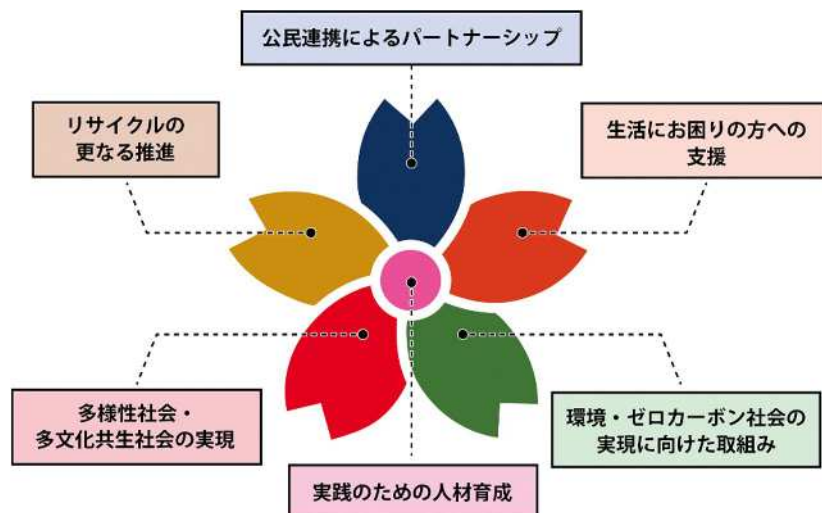 公民連携によるパートナーシップ
リサイクルの
更なる推進
生活にお困りの方への
支援
多様性社会・
多文化共生社会の実現
環境・ゼロカーボン社会の
実現に向けた取組み
実践のための人材育成